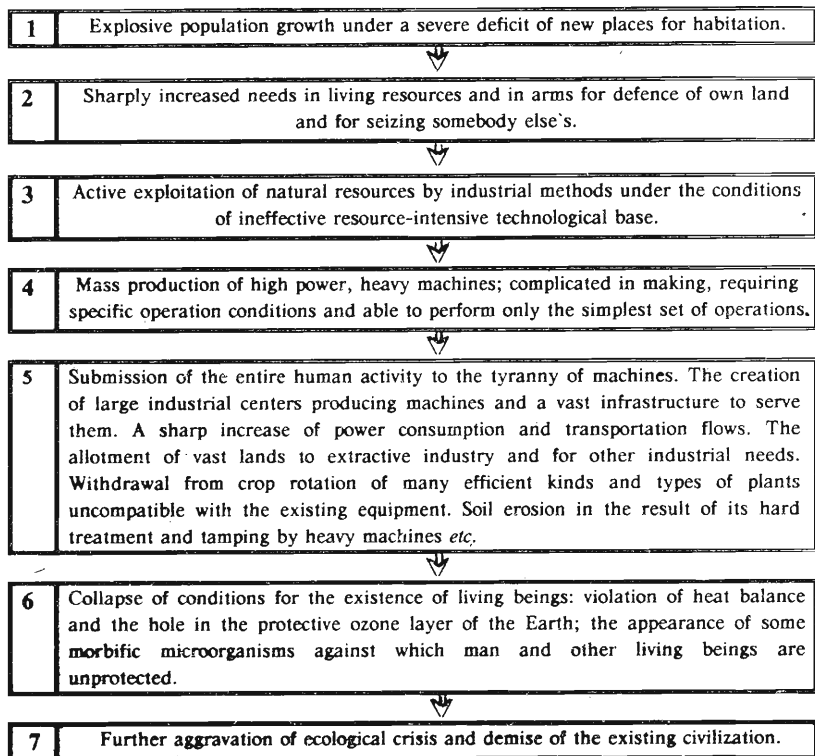 1 Explosive population growth under a severe deficit of new places for habitation.
2 Sharply increased needs in living resources and in arms for defence of own land
and for seizing somebody else`s.
3 Active exploitation of natural resources by industrial methods under the conditions
of ineffective resource-intensive technological base.
4 Mass production of high power, heavy machines; complicated in making, requiring
specific operation conditions and able to perform only the simplest set of operations.
5 Submission of the entire human activity to the tyranny of machines. The creation
of large industrial centers producing machines and a vast infrastructure to serve
them. A sharp increase of power consumption and transportation flows. The
allotment of vast lands to extractive industry and for other industrial needs.
Withdrawal from crop rotation of many efficient kinds and types of plants
uncompatible with the existing equipment. Soil erosion in the result of its hard
treatment and tamping by heavy machines etc.
6 Collapse of conditions for the existence of living beings: violation of heat balance
and the hole in the protective ozone layer of the Earth; the appearance of some
morbific microorganisms against which man and other living beings are
unprotected.
7 Further aggravation of ecological crisis and demise of the existing civilization.